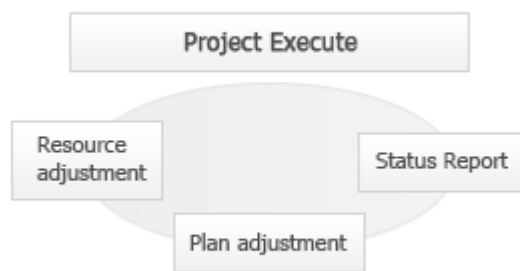 Project Execute
Resource
adjustment
Status Report
Plan adjustment